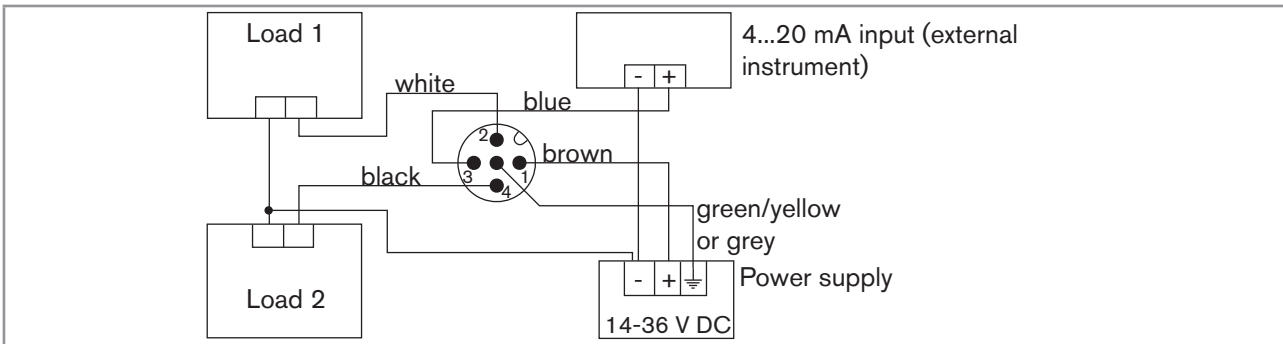 Load 1
4...20 mA input (external
instrument)
- +
white
blue
2
brown
3
1
black
4
green/yellow
or grey
- +
Power supply
Load 2
14-36 V DC